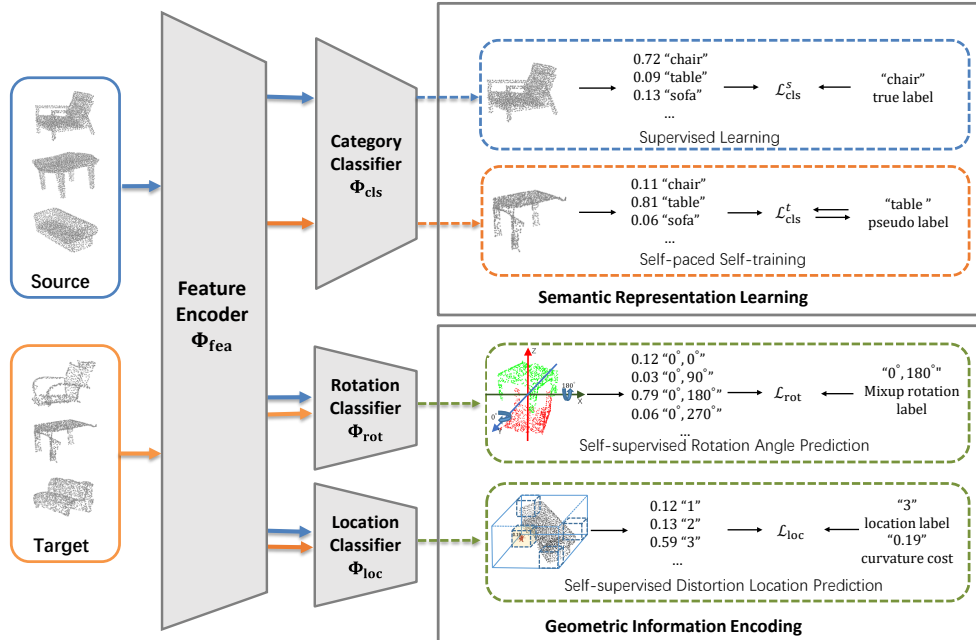 Source
Target
Feature
Encoder
Φfea
Category
Classifier
Φcls
Rotation
Classifier
Φrot
Location
Classifier
Φloc
0.72 “chair”
0.09 “table”
0.13 “sofa”
...
ℒˢcls
“chair”
true label
Supervised Learning
0.11 “chair”
0.81 “table”
0.06 “sofa”
...
ℒᵗcls
“table ”
pseudo label
Self-paced Self-training
Semantic Representation Learning
Z
180°
X
0°
Y
0.12 “0°, 0°”
0.03 “0°, 90°”
0.79 “0°, 180°”
0.06 “0°, 270°”
...
ℒrot
“0°, 180°”
Mixup rotation
label
Self-supervised Rotation Angle Prediction
0.12 “1”
0.13 “2”
0.59 “3”
...
ℒloc
“3”
location label
“0.19”
curvature cost
Self-supervised Distortion Location Prediction
Geometric Information Encoding